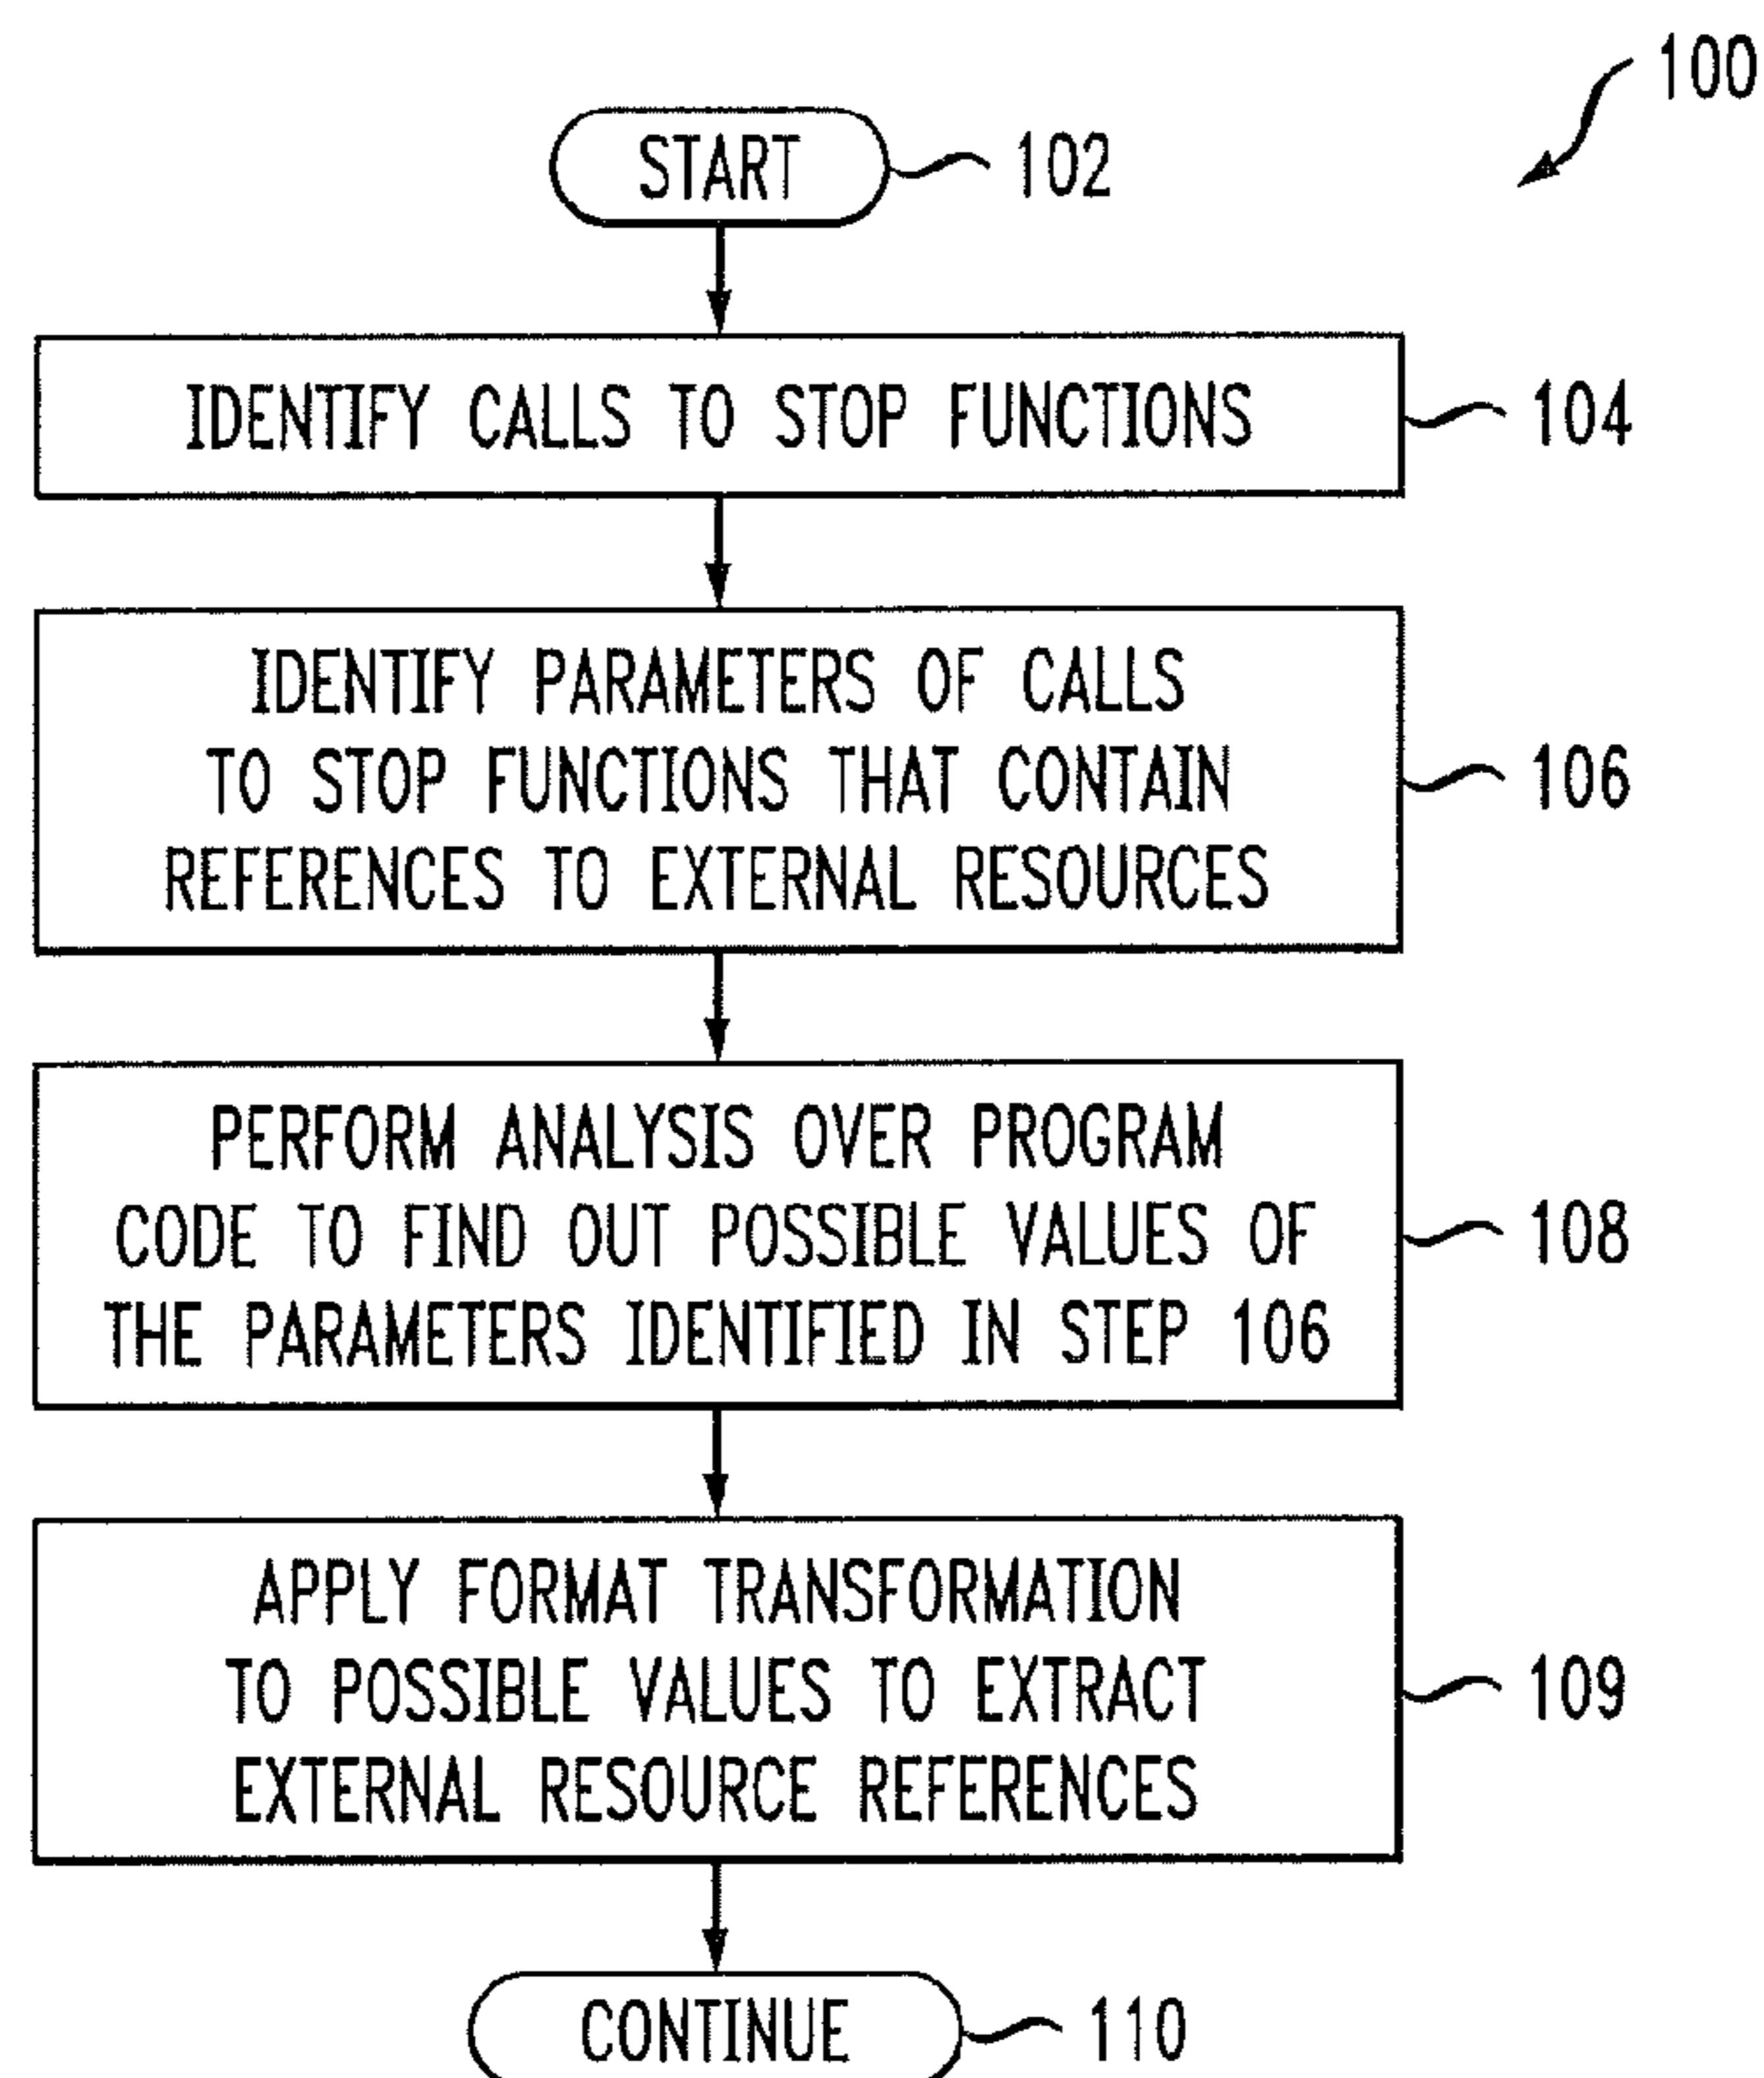 100
START
102
IDENTIFY CALLS TO STOP FUNCTIONS
104
IDENTIFY PARAMETERS OF CALLS
TO STOP FUNCTIONS THAT CONTAIN
REFERENCES TO EXTERNAL RESOURCES
106
PERFORM ANALYSIS OVER PROGRAM
CODE TO FIND OUT POSSIBLE VALUES OF
THE PARAMETERS IDENTIFIED IN STEP 106
108
APPLY FORMAT TRANSFORMATION
TO POSSIBLE VALUES TO EXTRACT
EXTERNAL RESOURCE REFERENCES
109
CONTINUE
110